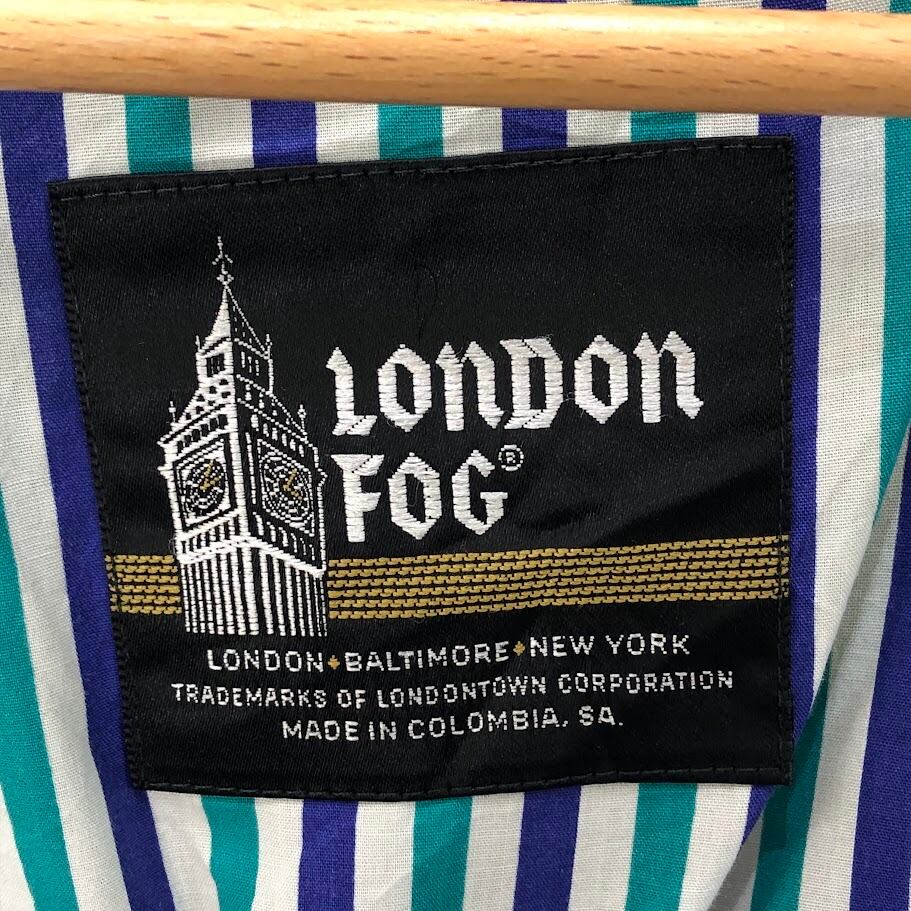 LONDON
FOG®
LONDON♦BALTIMORE♦NEW YORK
TRADEMARKS OF LONDONTOWN CORPORATION
MADE IN COLOMBIA, SA.